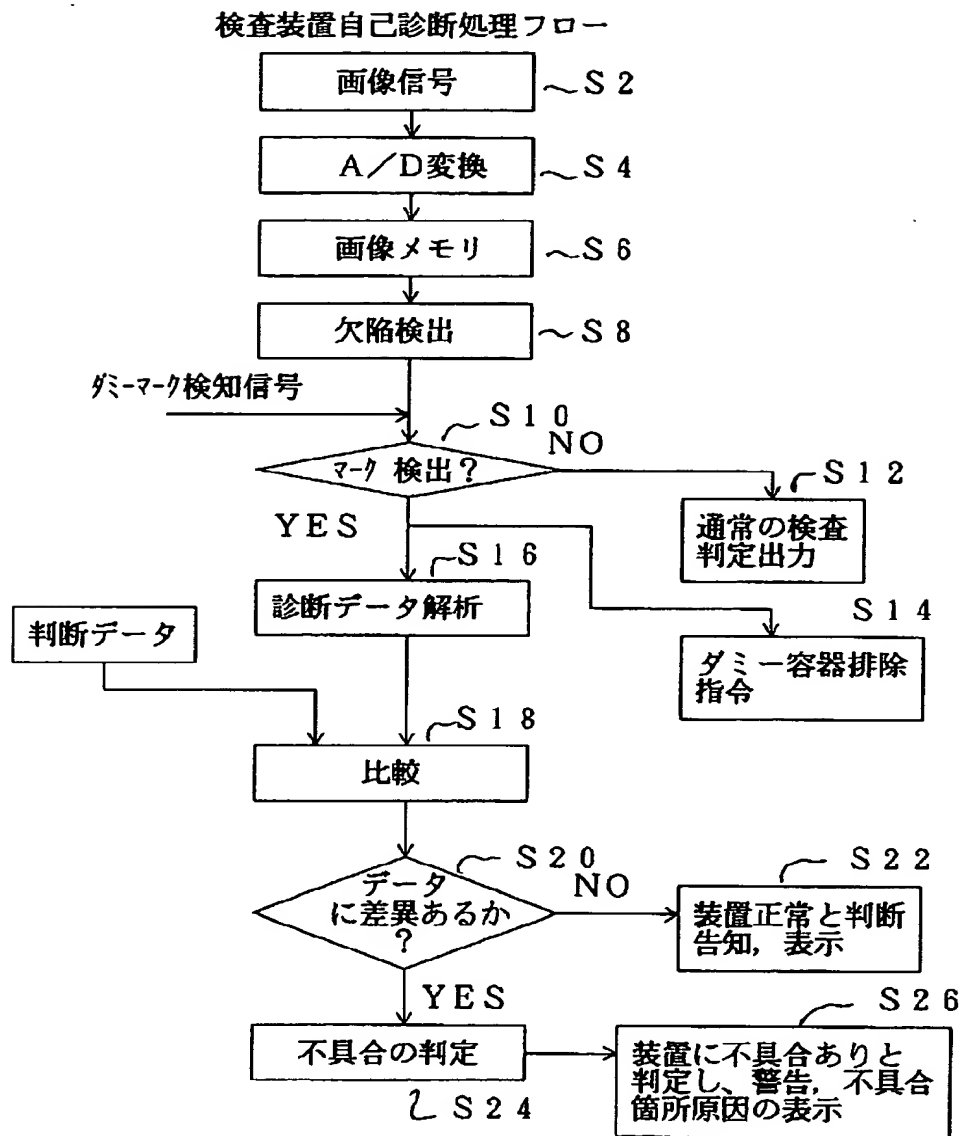 検査装置自己診断処理フロー
画像信号
S2
A/D変換
S4
画像メモリ
S6
欠陥検出
S8
ダミーマーク検知信号
S10
マーク 検出?
NO
S12
通常の検査
判定出力
YES
S16
診断データ解析
S14
ダミー容器排除
指令
判断データ
S18
比較
S20
データ
に差異あるか
?
NO
S22
装置正常と判断
告知,表示
YES
S26
不具合の判定
S24
装置に不具合ありと
判定し、警告,不具合
箇所原因の表示